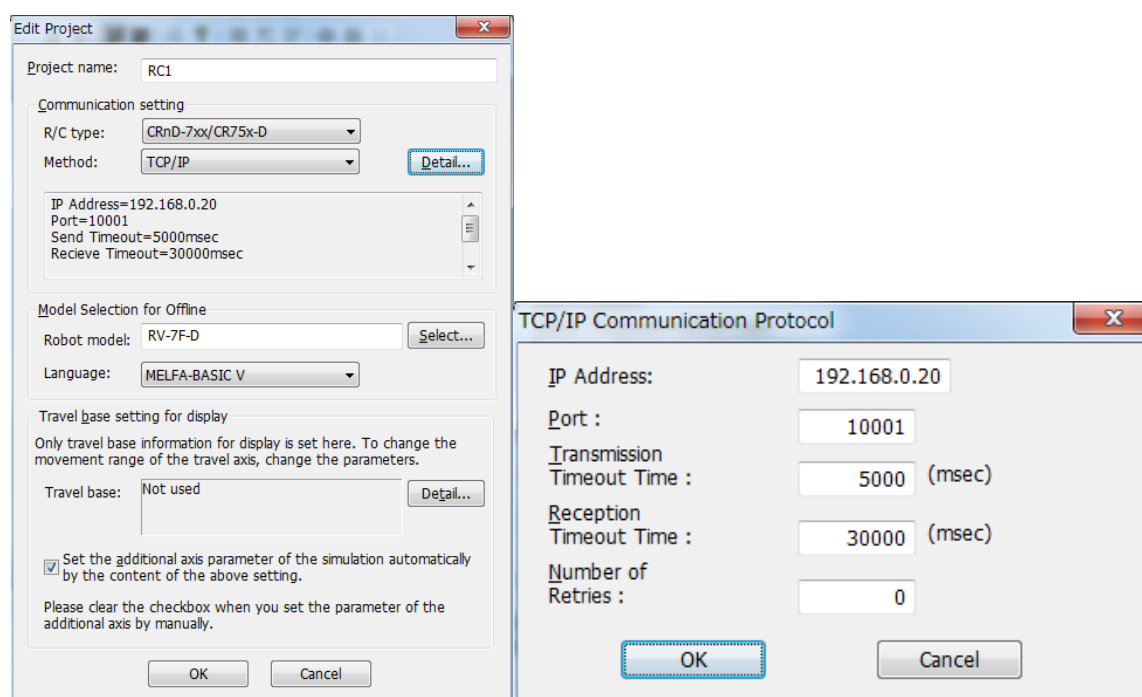 Edit Project
Project name: RC1
Communication setting
R/C type: CRnD-7xx/CR75x-D
Method: TCP/IP Detail...
IP Address=192.168.0.20
Port=10001
Send Timeout=5000msec
Recieve Timeout=30000msec
Model Selection for Offline
Robot model: RV-7F-D Select...
Language: MELFA-BASIC V
Travel base setting for display
Only travel base information for display is set here. To change the
movement range of the travel axis, change the parameters.
Travel base: Not used Detail...
Set the additional axis parameter of the simulation automatically
by the content of the above setting.
Please clear the checkbox when you set the parameter of the
additional axis by manually.
OK Cancel
TCP/IP Communication Protocol
IP Address: 192.168.0.20
Port : 10001
Transmission
Timeout Time : 5000 (msec)
Reception
Timeout Time : 30000 (msec)
Number of
Retries : 0
OK Cancel